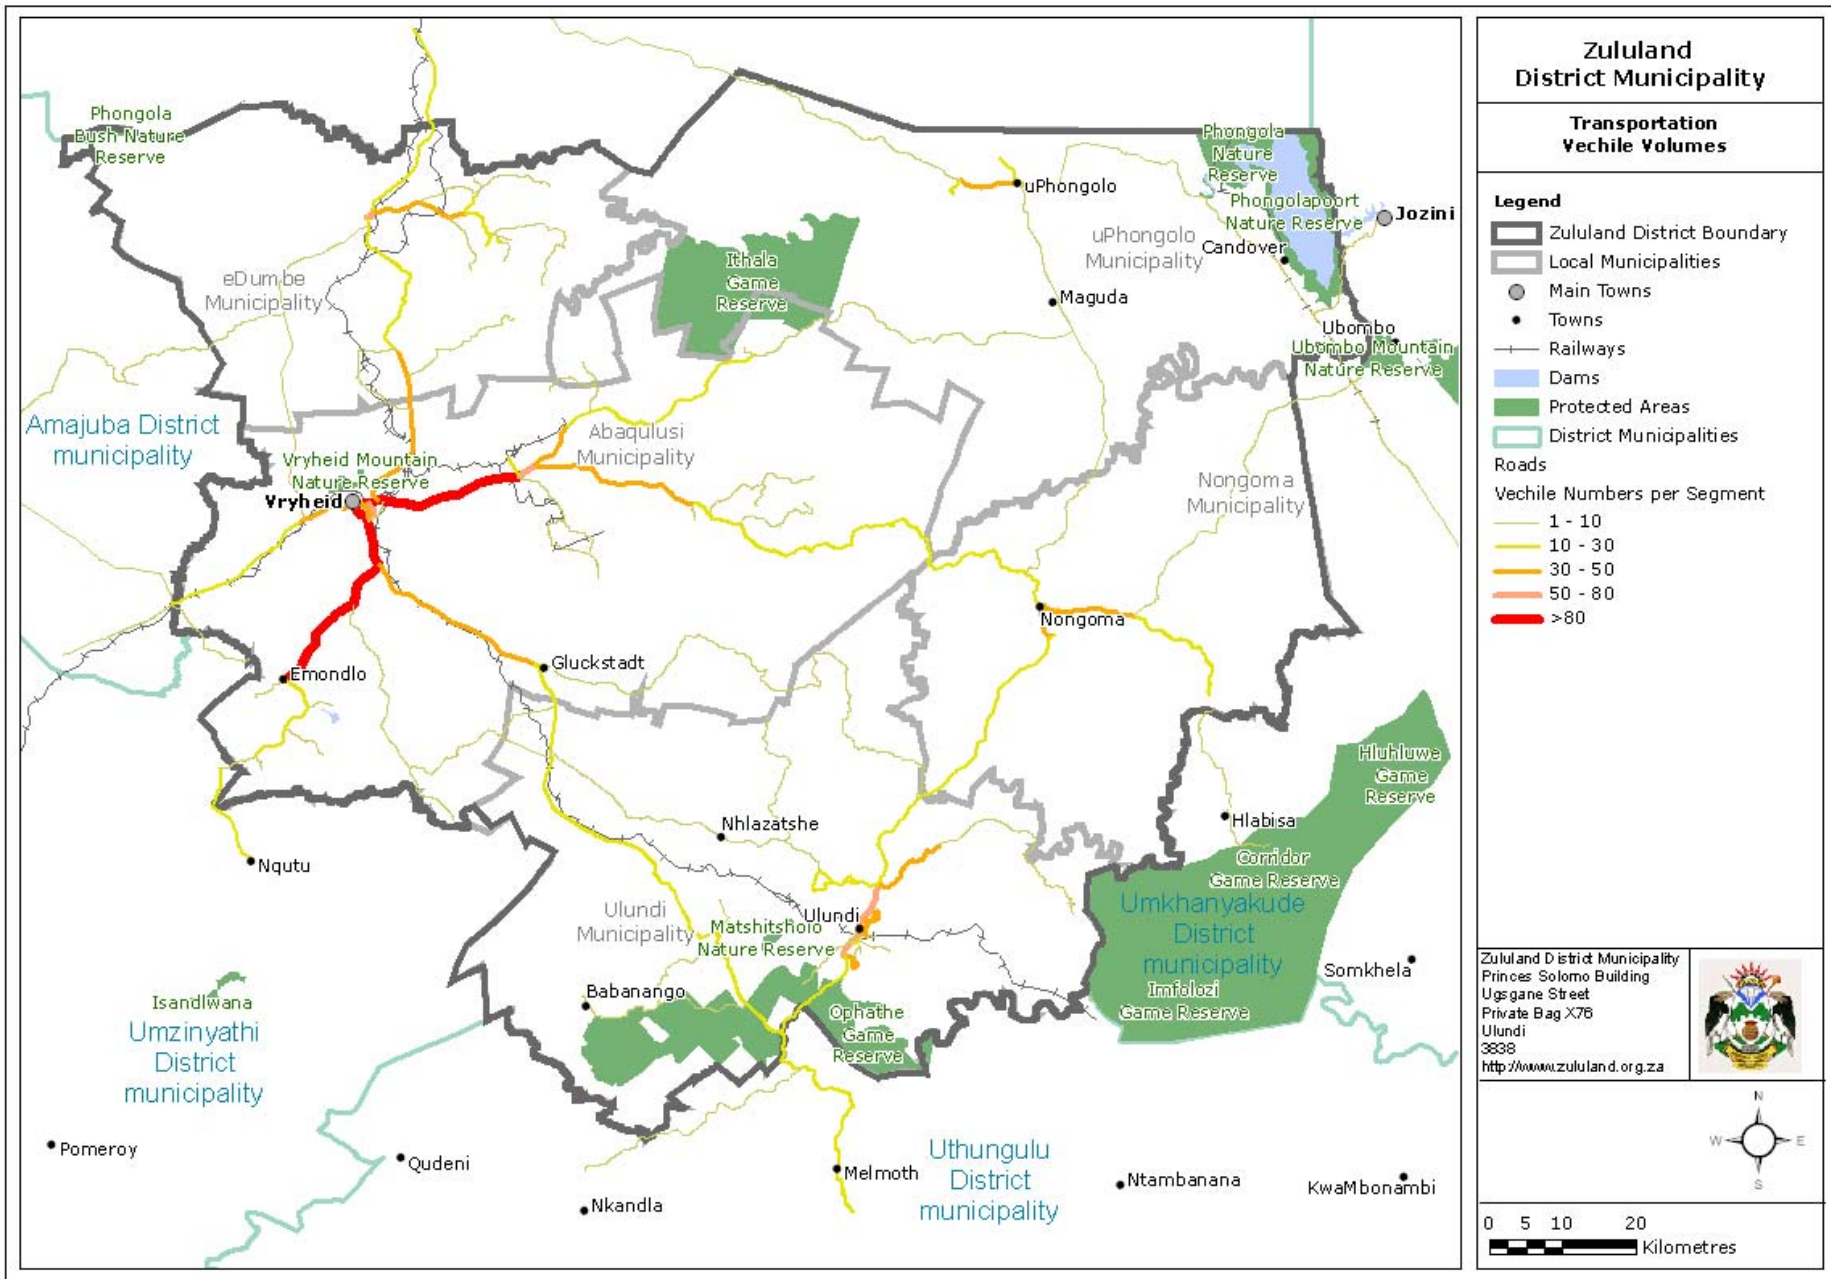 Zululand
District Municipality
Transportation
Vechile Volumes
Legend
Zululand District Boundary
Local Municipalities
Main Towns
Towns
Railways
Dams
Protected Areas
District Municipalities
Roads
Vechile Numbers per Segment
1 - 10
10 - 30
30 - 50
50 - 80
>80
Zululand District Municipality
Princes Solomo Building
Ugsgane Street
Private Bag X76
Ulundi
3838
http://www.zululand.org.za
N
W
E
S
0 5 10 20
Kilometres
Phongola
Bush Nature
Reserve
Phongola
Nature
Reserve
uPhongolo
Phongolapoort
Nature Reserve
Jozini
uPhongolo
Municipality
Candover
Ithala
Game
Reserve
eDumbe
Municipality
Maguda
Ubombo
Ubombo Mountain
Nature Reserve
Amajuba District
municipality
Abaqulusi
Municipality
Vryheid Mountain
Nature Reserve
Vryheid
Nongoma
Municipality
Nongoma
Emondlo
Gluckstadt
Hluhluwe
Game
Reserve
Nhlazatshe
Hlabisa
Nqutu
Corridor
Game Reserve
Umkhanyakude
District
municipality
Ulundi
Municipality
Ulundi
Matshitsholo
Nature Reserve
Somkhela
Imfolozi
Game Reserve
Babanango
Isandlwana
Ophathe
Game
Reserve
Umzinyathi
District
municipality
Pomeroy
Qudeni
Uthungulu
District
municipality
Melmoth
Ntambanana
KwaMbonambi
Nkandla